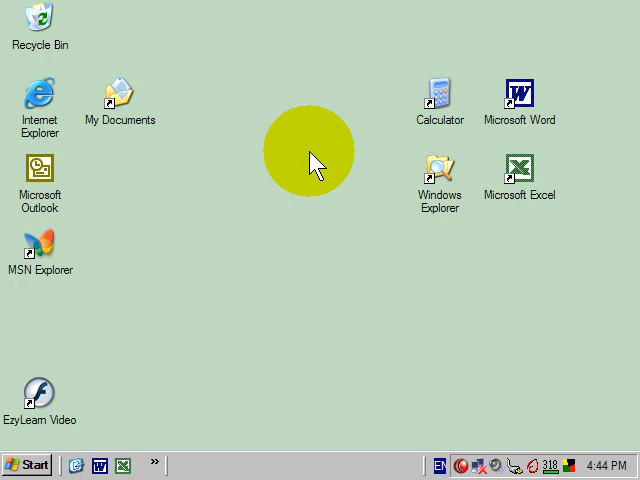 Recycle Bin
Internet
Explorer
My Documents
Calculator
Microsoft Word
Microsoft
Outlook
Windows
Explorer
Microsoft Excel
MSN Explorer
EzyLearn Video
Start
EN
318
4:44 PM